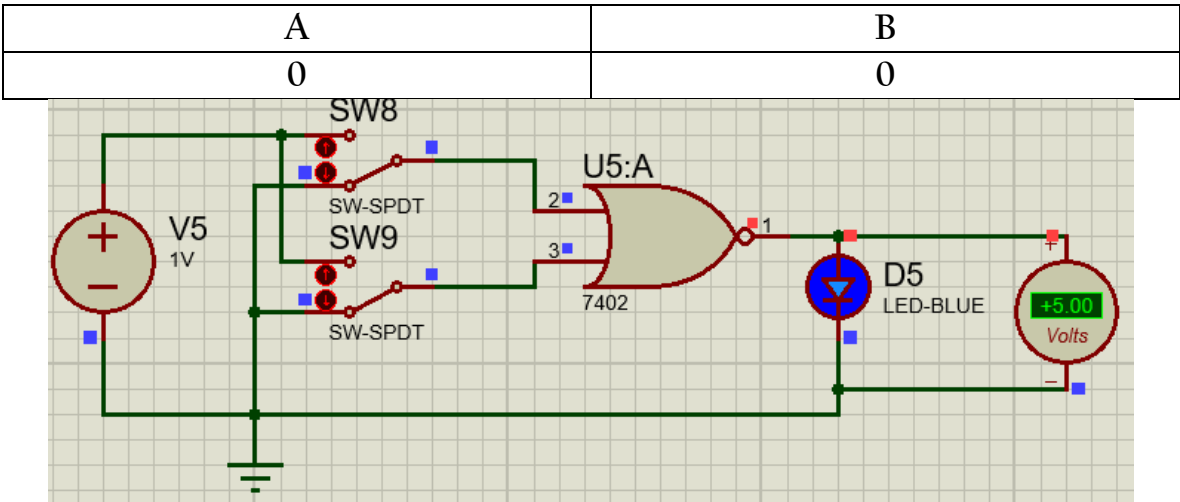 A B
0 0
SW8
U5:A
2
SW-SPDT
V5
SW9
1
1V
3
+
D5
+5.00
LED-BLUE
7402
Volts
SW-SPDT